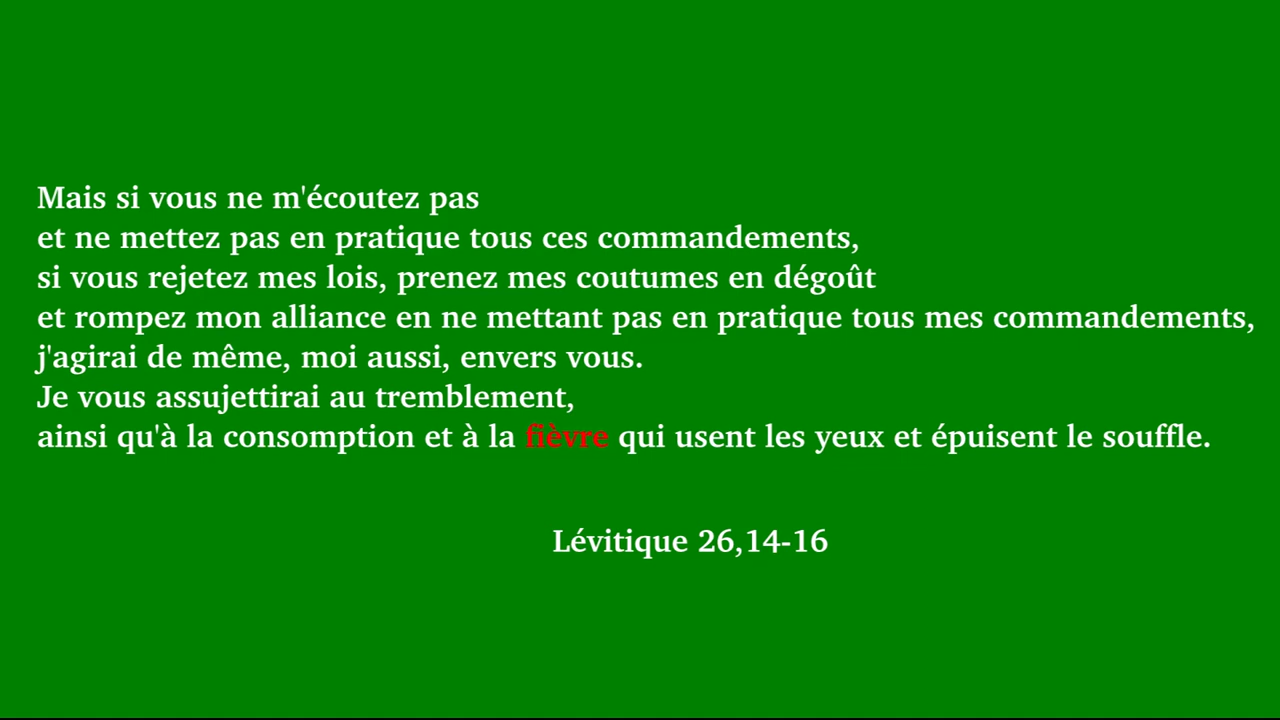 Mais si vous ne m'écoutez pas
et ne mettez pas en pratique tous ces commandements,
si vous rejetez mes lois, prenez mes coutumes en dégoût
et rompez mon alliance en ne mettant pas en pratique tous mes commandements,
j'agirai de même, moi aussi, envers vous.
Je vous assujettirai au tremblement,
ainsi qu'à la consomption et à la fièvre qui usent les yeux et épuisent le souffle.
Lévitique 26,14-16